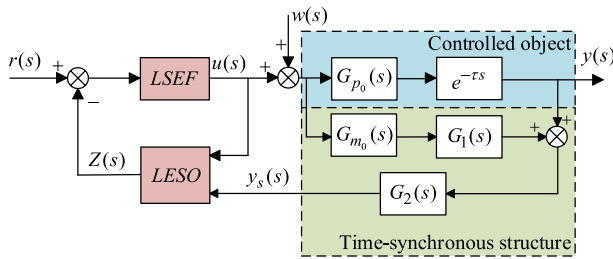 w(s)
Controlled object
r(s)
+
−
LSEF
u(s)
+
+
G_{p_0}(s)
e^{-τs}
y(s)
G_{m_0}(s)
G_1(s)
+
+
Z(s)
LESO
y_s(s)
G_2(s)
Time-synchronous structure